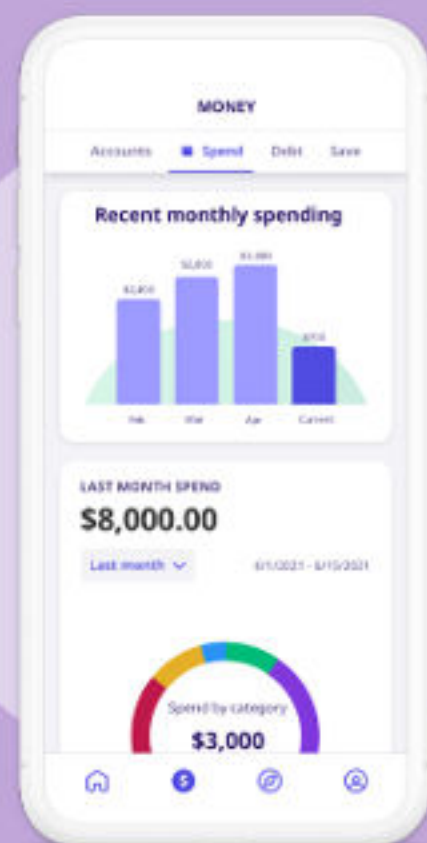 MONEY
Accounts Spend Debt Save
Recent monthly spending
Feb Mar Apr Current
LAST MONTH SPEND
$8,000.00
Last month
Spend by category
$3,000